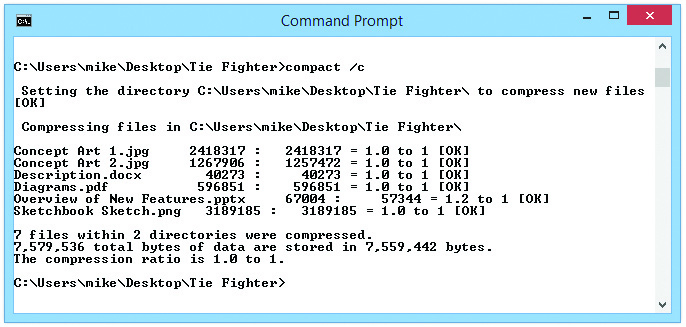 C:\.
Command Prompt
C:\Users\mike\Desktop\Tie Fighter>compact /c
Setting the directory C:\Users\mike\Desktop\Tie Fighter\ to compress new files
[OK]
Compressing files in C:\Users\mike\Desktop\Tie Fighter\
Concept Art 1.jpg 2418317 : 2418317 = 1.0 to 1 [OK]
Concept Art 2.jpg 1267906 : 1257472 = 1.0 to 1 [OK]
Description.docx 40273 : 40273 = 1.0 to 1 [OK]
Diagrams.pdf 596851 : 596851 = 1.0 to 1 [OK]
Overview of New Features.pptx 67004 : 57344 = 1.2 to 1 [OK]
Sketchbook Sketch.png 3189185 : 3189185 = 1.0 to 1 [OK]
7 files within 2 directories were compressed.
7,579,536 total bytes of data are stored in 7,559,442 bytes.
The compression ratio is 1.0 to 1.
C:\Users\mike\Desktop\Tie Fighter>